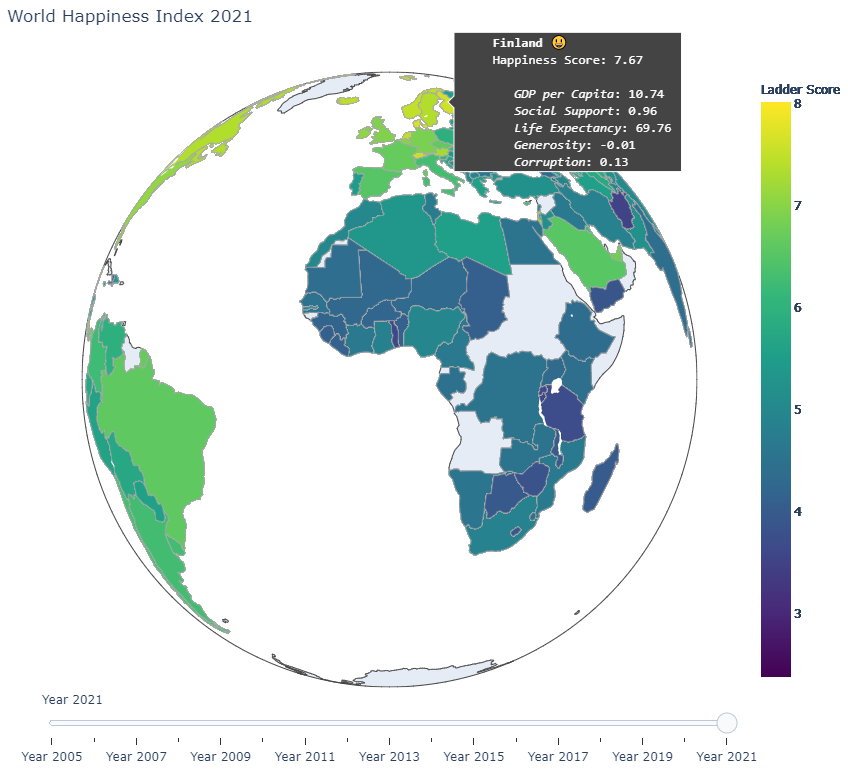 World Happiness Index 2021
Finland 😃
Happiness Score: 7.67
GDP per Capita: 10.74
Social Support: 0.96
Life Expectancy: 69.76
Generosity: -0.01
Corruption: 0.13
Ladder Score
8
7
6
5
4
3
Year 2021
Year 2005 Year 2007 Year 2009 Year 2011 Year 2013 Year 2015 Year 2017 Year 2019 Year 2021